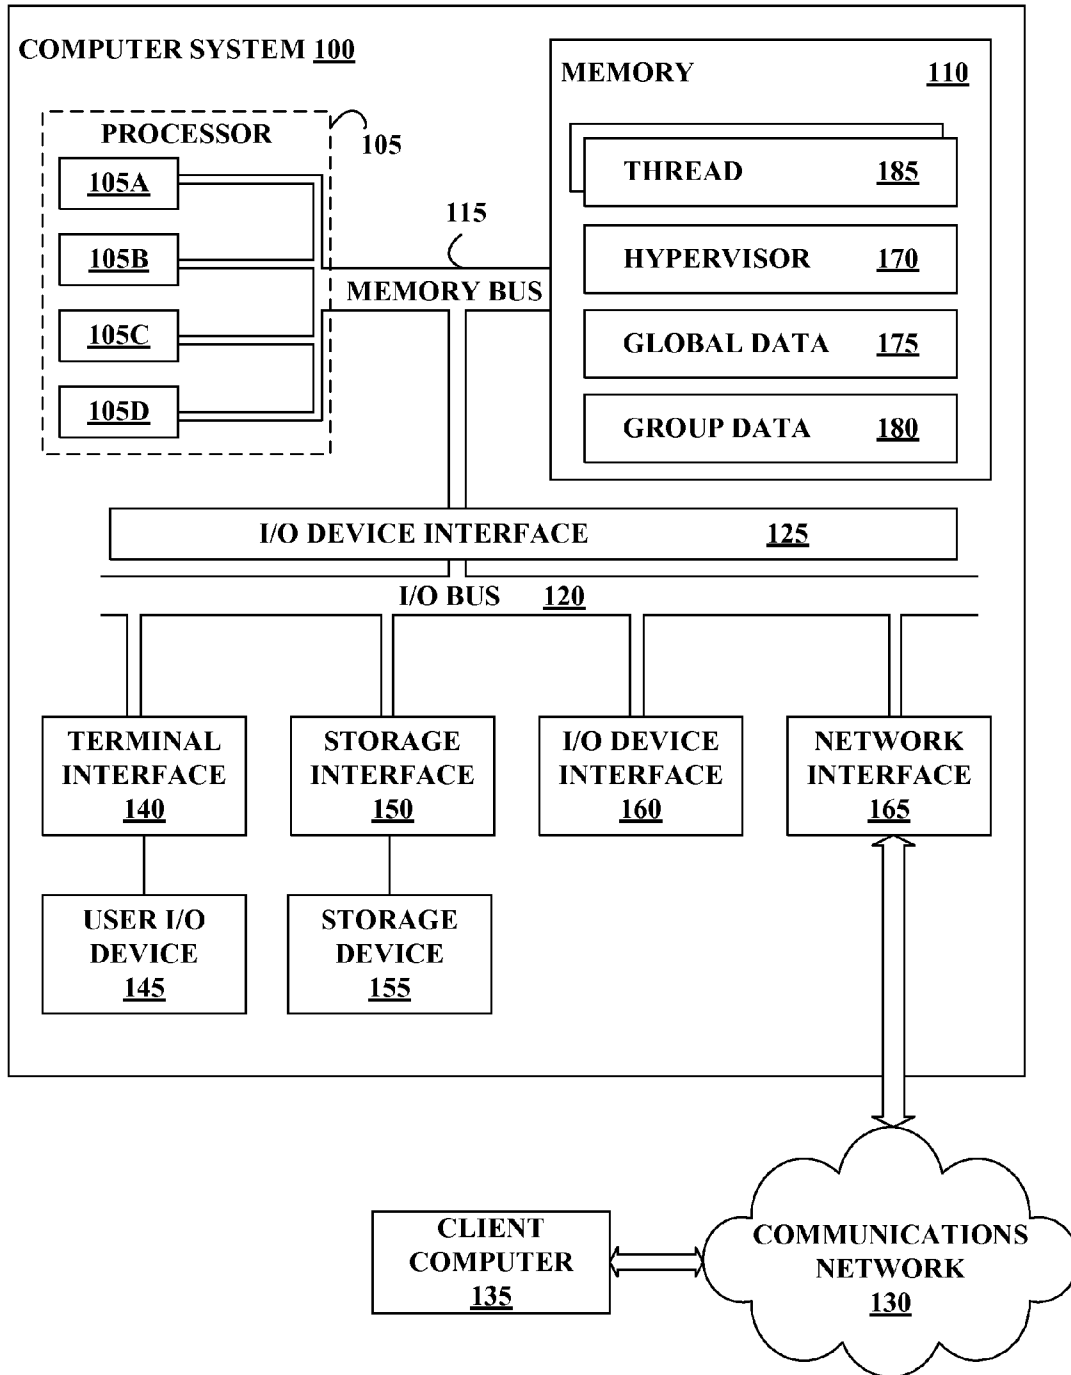 COMPUTER SYSTEM 100
PROCESSOR
105
105A
105B
105C
105D
115
MEMORY BUS
MEMORY 110
THREAD 185
HYPERVISOR 170
GLOBAL DATA 175
GROUP DATA 180
I/O DEVICE INTERFACE 125
I/O BUS 120
TERMINAL
INTERFACE
140
STORAGE
INTERFACE
150
I/O DEVICE
INTERFACE
160
NETWORK
INTERFACE
165
USER I/O
DEVICE
145
STORAGE
DEVICE
155
CLIENT
COMPUTER
135
COMMUNICATIONS
NETWORK
130